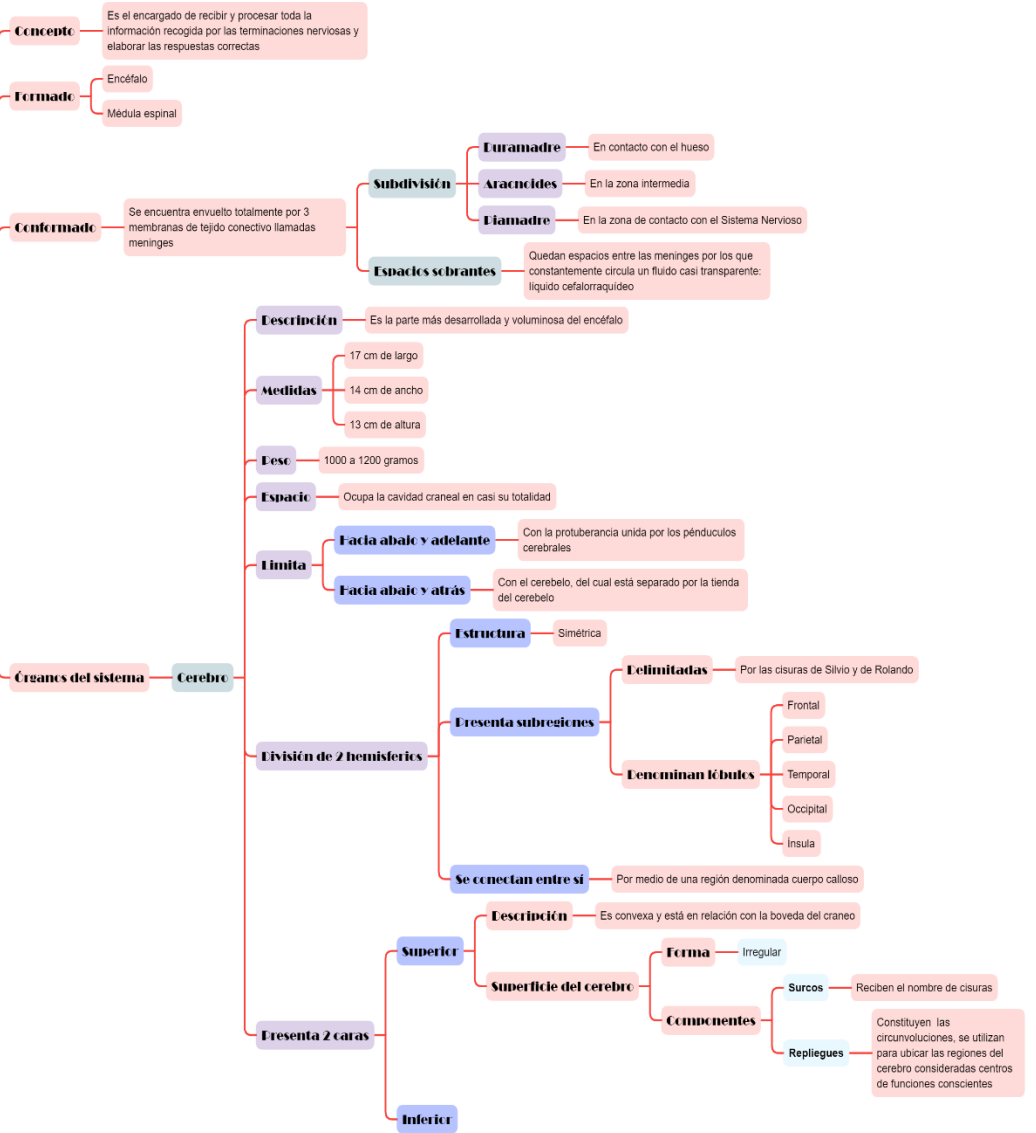 Concepto
Es el encargado de recibir y procesar toda la
información recogida por las terminaciones nerviosas y
elaborar las respuestas correctas
Formado
Encéfalo
Médula espinal
Conformado
Se encuentra envuelto totalmente por 3
membranas de tejido conectivo llamadas
meninges
Subdivisión
Duramadre
En contacto con el hueso
Aracnoides
En la zona intermedia
Piamadre
En la zona de contacto con el Sistema Nervioso
Espacios sobrantes
Quedan espacios entre las meninges por los que
constantemente circula un fluido casi transparente:
líquido cefalorraquídeo
Órganos del sistema
Cerebro
Descripción
Es la parte más desarrollada y voluminosa del encéfalo
Medidas
17 cm de largo
14 cm de ancho
13 cm de altura
Peso
1000 a 1200 gramos
Espacio
Ocupa la cavidad craneal en casi su totalidad
Limita
Hacia abajo y adelante
Con la protuberancia unida por los pénduculos
cerebrales
Hacia abajo y atrás
Con el cerebelo, del cual está separado por la tienda
del cerebelo
División de 2 hemisferios
Estructura
Simétrica
Presenta subregiones
Delimitadas
Por las cisuras de Silvio y de Rolando
Denominan lóbulos
Frontal
Parietal
Temporal
Occipital
Ínsula
Se conectan entre sí
Por medio de una región denominada cuerpo calloso
Presenta 2 caras
Superior
Descripción
Es convexa y está en relación con la boveda del craneo
Superficie del cerebro
Forma
Irregular
Componentes
Surcos
Reciben el nombre de cisuras
Repliegues
Constituyen las
circunvoluciones, se utilizan
para ubicar las regiones del
cerebro consideradas centros
de funciones conscientes
Inferior